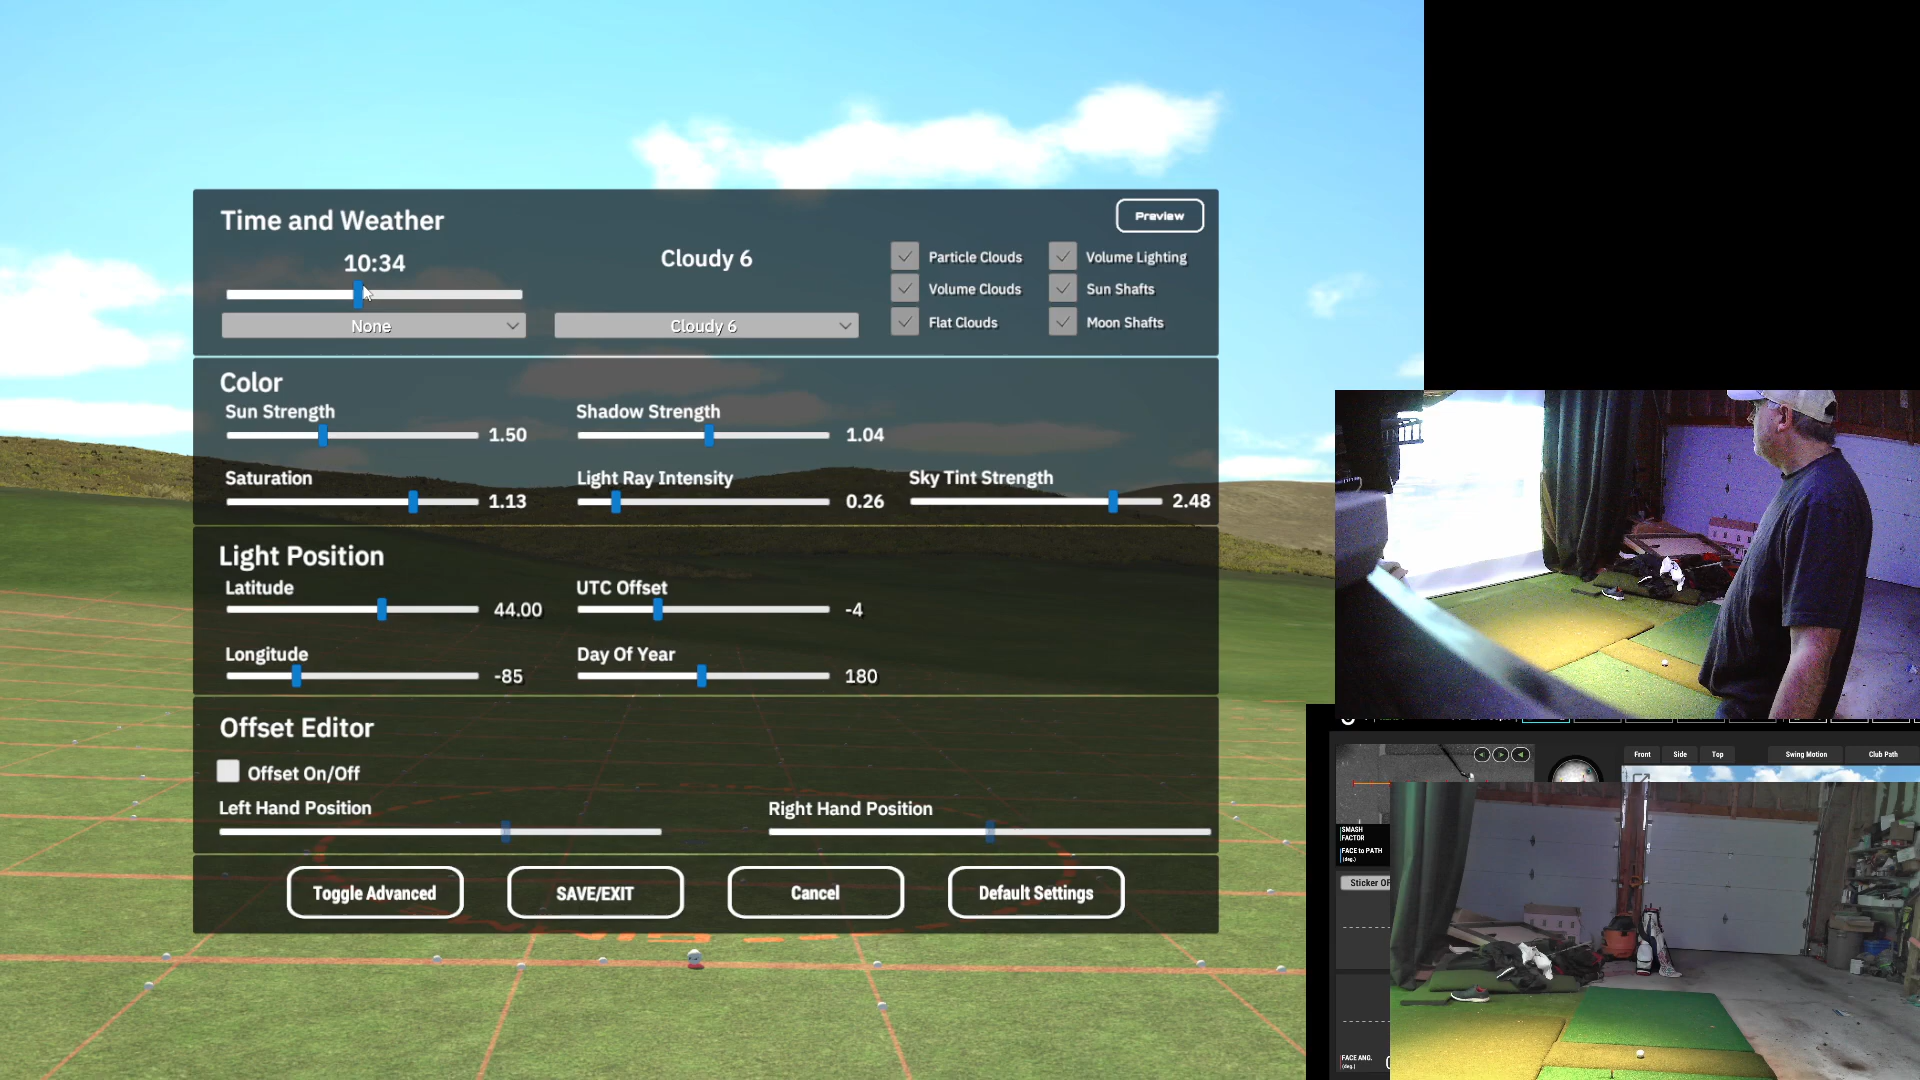 Time and Weather
Preview
10:34
Cloudy 6
None
Cloudy 6
Particle Clouds
Volume Lighting
Volume Clouds
Sun Shafts
Flat Clouds
Moon Shafts
Color
Sun Strength
1.50
Shadow Strength
1.04
Saturation
1.13
Light Ray Intensity
0.26
Sky Tint Strength
2.48
Light Position
Latitude
44.00
UTC Offset
-4
Longitude
-85
Day Of Year
180
Offset Editor
Offset On/Off
Left Hand Position
Right Hand Position
Toggle Advanced
SAVE/EXIT
Cancel
Default Settings
Front
Side
Top
Swing Motion
Club Path
SMASH
FACTOR
FACE to PATH
(deg.)
Sticker OF
FACE ANG.
(deg.)